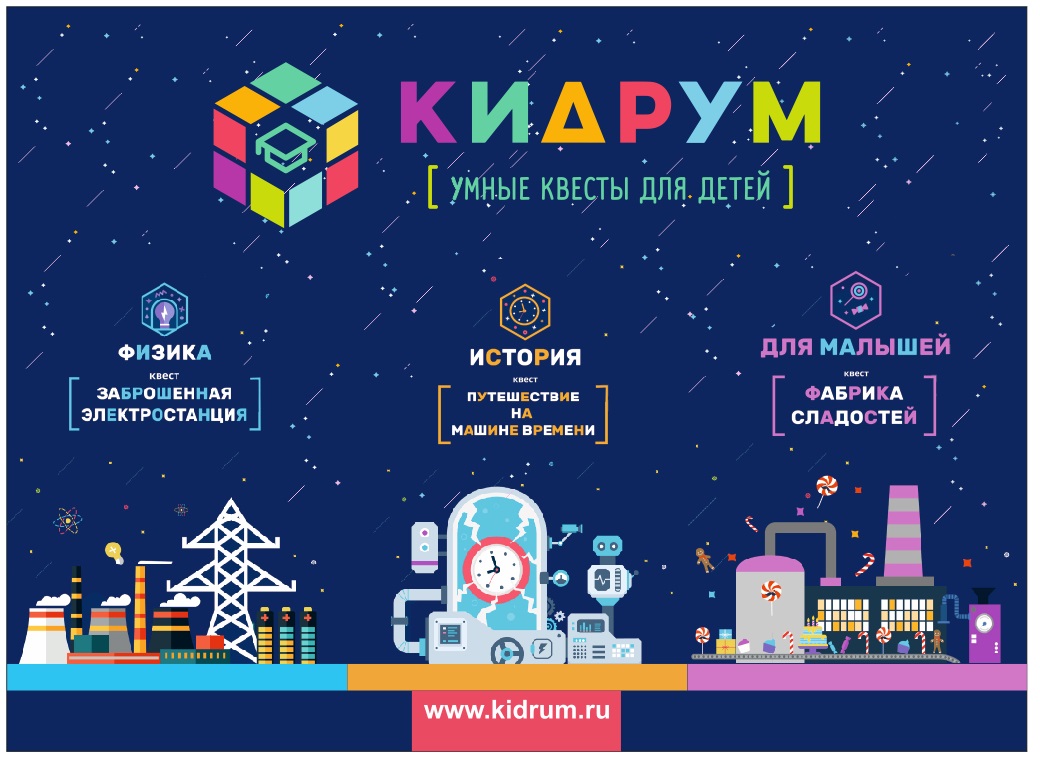 КИДРУМ
[ УМНЫЕ КВЕСТЫ ДЛЯ ДЕТЕЙ ]
ФИЗИКА
квест
ЗАБРОШЕННАЯ
ЭЛЕКТРОСТАНЦИЯ
ИСТОРИЯ
квест
ПУТЕШЕСТВИЕ
НА
МАШИНЕ ВРЕМЕНИ
ДЛЯ МАЛЫШЕЙ
квест
ФАБРИКА
СЛАДОСТЕЙ
www.kidrum.ru